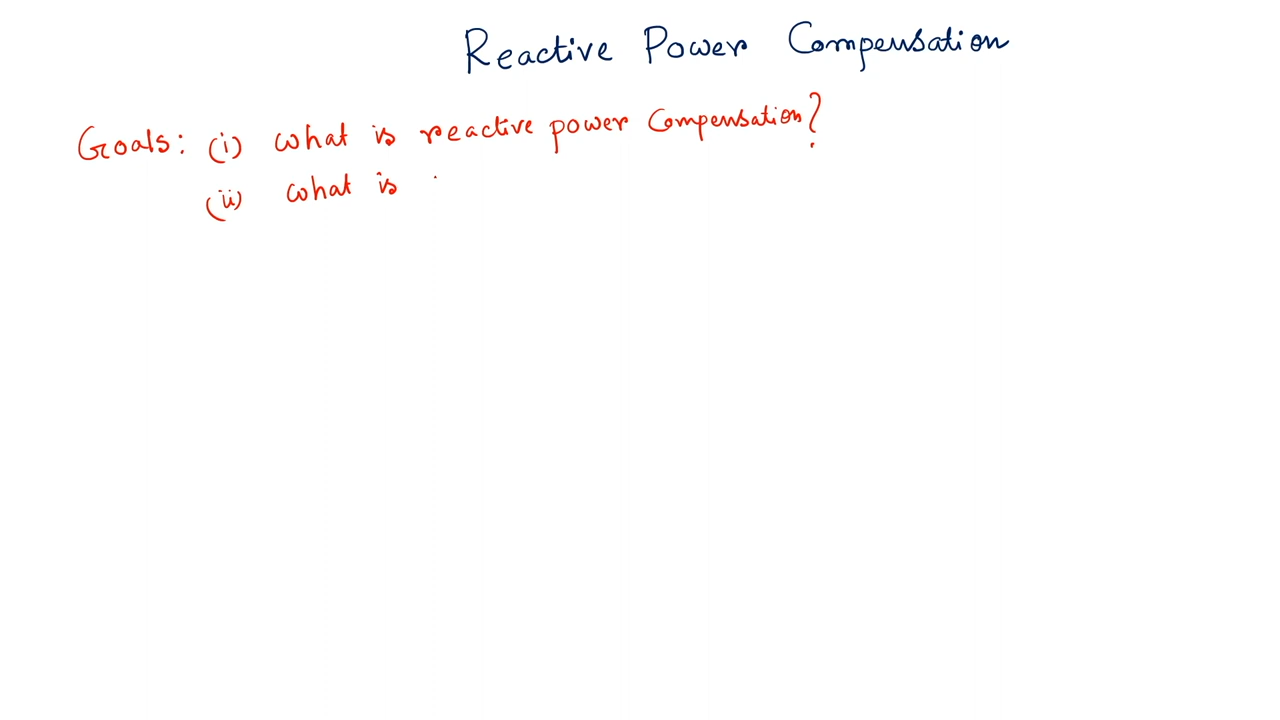 Reactive Power Compensation
Goals: (i) What is reactive power Compensation?
(ii) What is